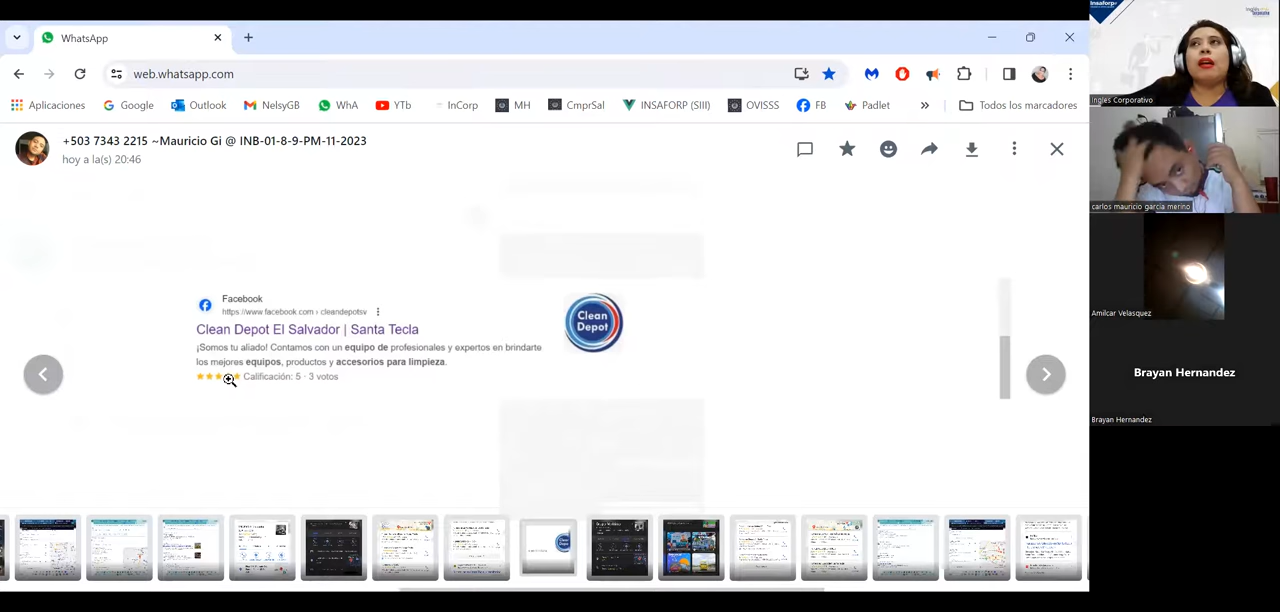 WhatsApp
web.whatsapp.com
Aplicaciones
Google
Outlook
NelsyGB
WhA
YTb
InCorp
MH
CmprSal
INSAFORP (SIII)
OVISSS
FB
Padlet
»
Todos los marcadores
+503 7343 2215 ~Mauricio Gi @ INB-01-8-9-PM-11-2023
hoy a la(s) 20:46
Facebook
https://www.facebook.com › cleandepotsv
Clean Depot El Salvador | Santa Tecla
¡Somos tu aliado! Contamos con un equipo de profesionales y expertos en brindarte
los mejores equipos, productos y accesorios para limpieza.
Calificación: 5 · 3 votos
Clean
Depot
Insaforp
Ingles Corporativo
carlos mauricio garcia merino
Amilcar Velasquez
Brayan Hernandez
Brayan Hernandez